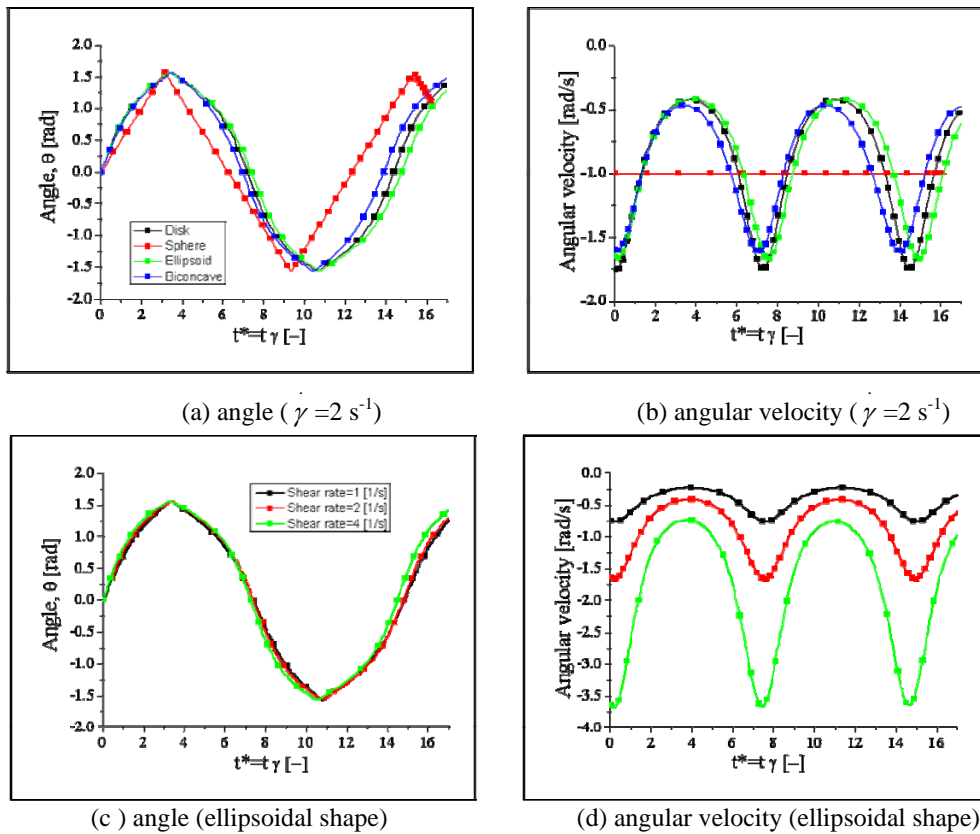 2.0
1.5
1.0
0.5
0.0
-0.5
-1.0
-1.5
-2.0
Angle, θ [rad]
Disk
Sphere
Ellipsoid
Biconcave
0 2 4 6 8 10 12 14 16
t*=t γ [–]
(a) angle ( γ̇ =2 s⁻¹)
0.0
-0.5
-1.0
-1.5
-2.0
Angular velocity [rad/s]
0 2 4 6 8 10 12 14 16
t*=t γ [–]
(b) angular velocity ( γ̇ =2 s⁻¹)
2.0
1.5
1.0
0.5
0.0
-0.5
-1.0
-1.5
-2.0
Angle, θ [rad]
Shear rate=1 [1/s]
Shear rate=2 [1/s]
Shear rate=4 [1/s]
0 2 4 6 8 10 12 14 16
t*=t γ [–]
(c ) angle (ellipsoidal shape)
0.0
-0.5
-1.0
-1.5
-2.0
-2.5
-3.0
-3.5
-4.0
Angular velocity [rad/s]
0 2 4 6 8 10 12 14 16
t*=t γ [–]
(d) angular velocity (ellipsoidal shape)